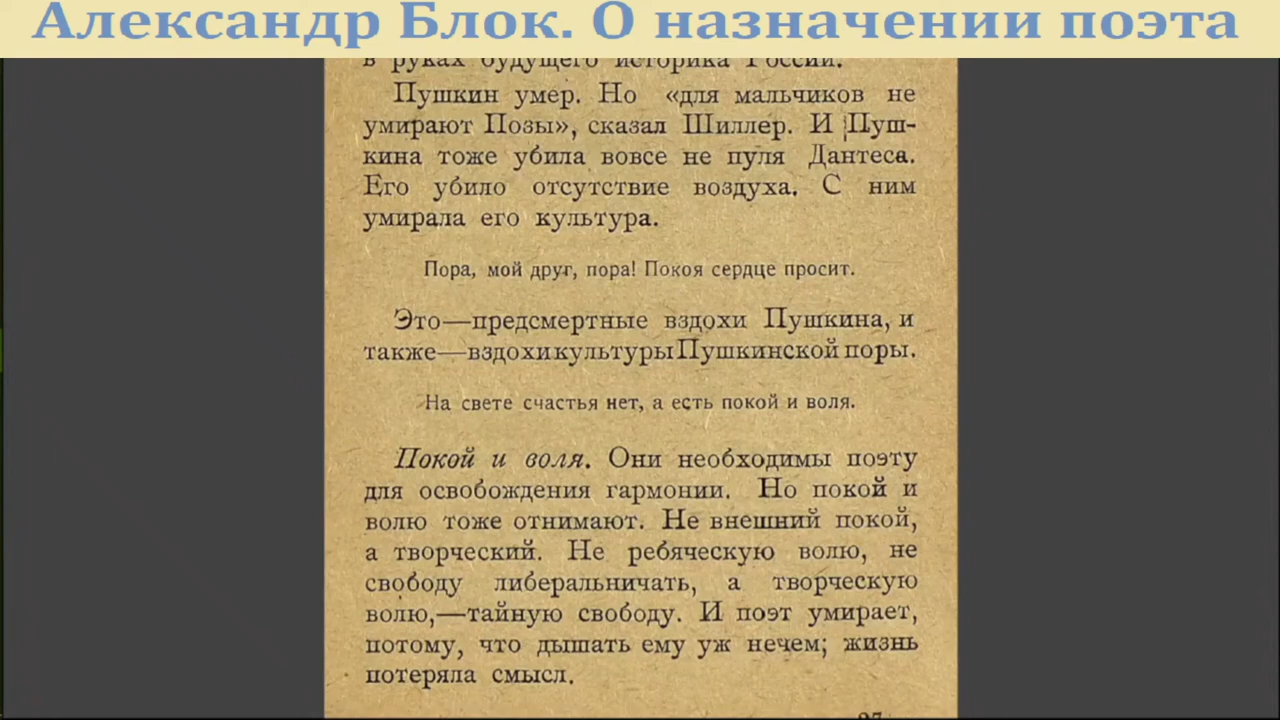 Александр Блок. О назначении поэта
в руках будущего историка России.
Пушкин умер. Но «для мальчиков не
умирают Позы», сказал Шиллер. И Пуш-
кина тоже убила вовсе не пуля Дантеса.
Его убило отсутствие воздуха. С ним
умирала его культура.
Пора, мой друг, пора! Покоя сердце просит.
Это—предсмертные вздохи Пушкина, и
также—вздохи культуры Пушкинской поры.
На свете счастья нет, а есть покой и воля.
Покой и воля. Они необходимы поэту
для освобождения гармонии. Но покой и
волю тоже отнимают. Не внешний покой,
а творческий. Не ребяческую волю, не
свободу либеральничать, а творческую
волю,—тайную свободу. И поэт умирает,
потому, что дышать ему уж нечем; жизнь
потеряла смысл.